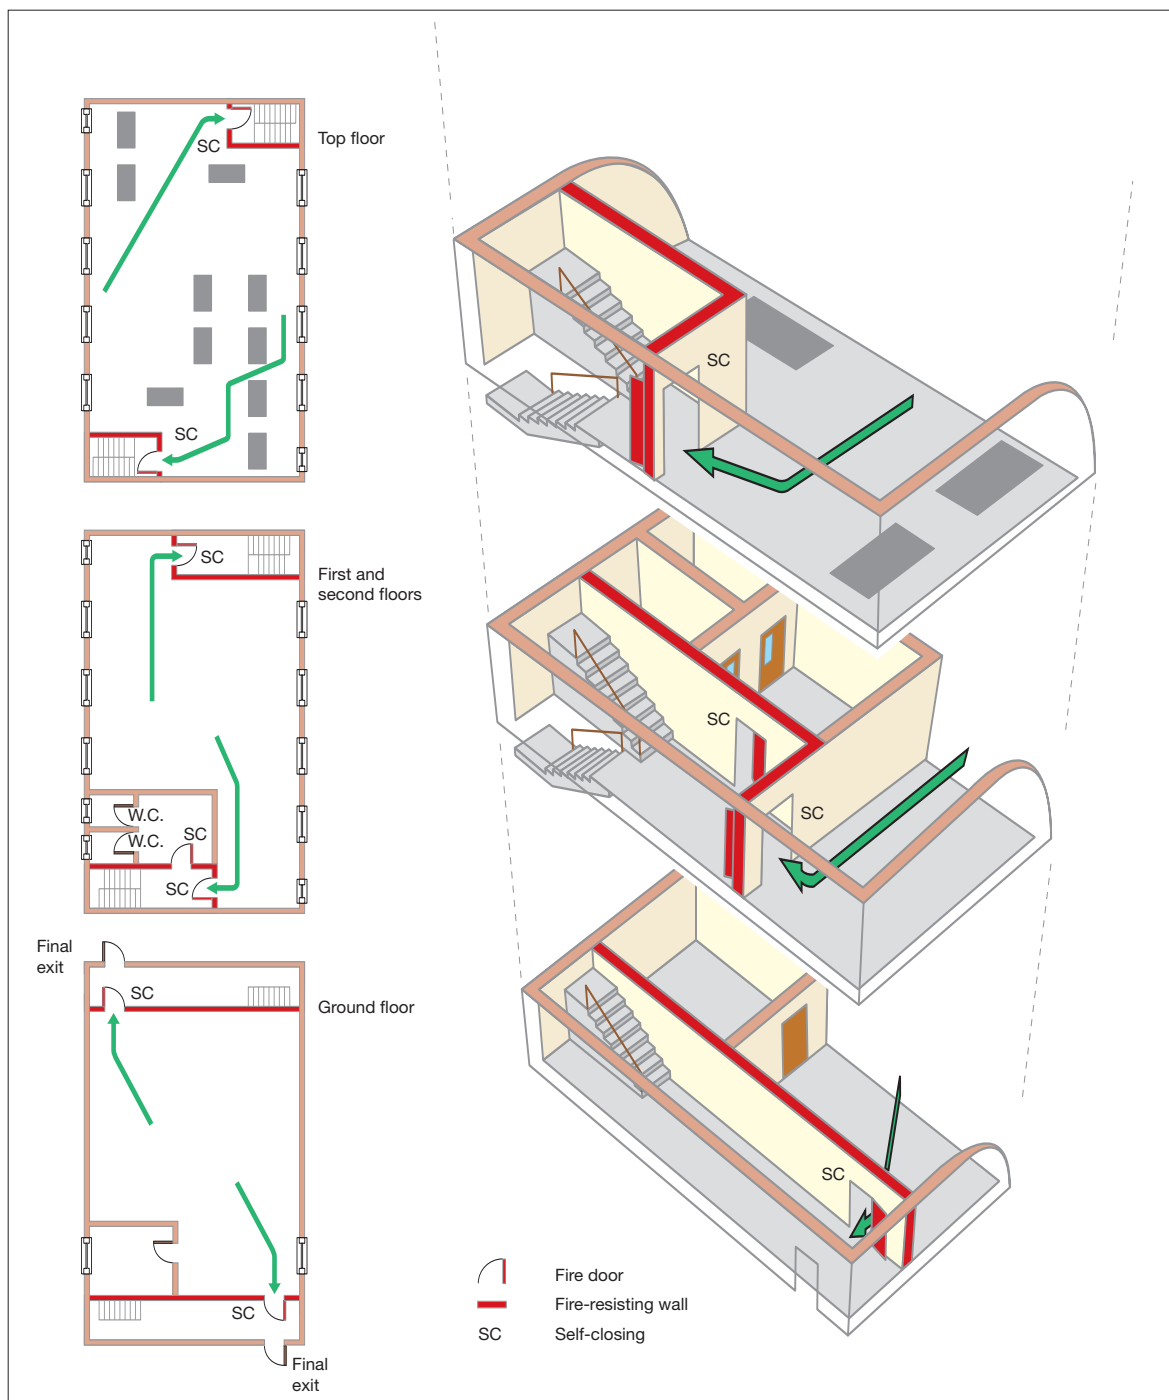 SC
Top floor
SC
SC
First and
second floors
W.C.
W.C.
SC
SC
Final
exit
SC
Ground floor
SC
Final
exit
SC
SC
SC
SC
Fire door
Fire-resisting wall
SC
Self-closing